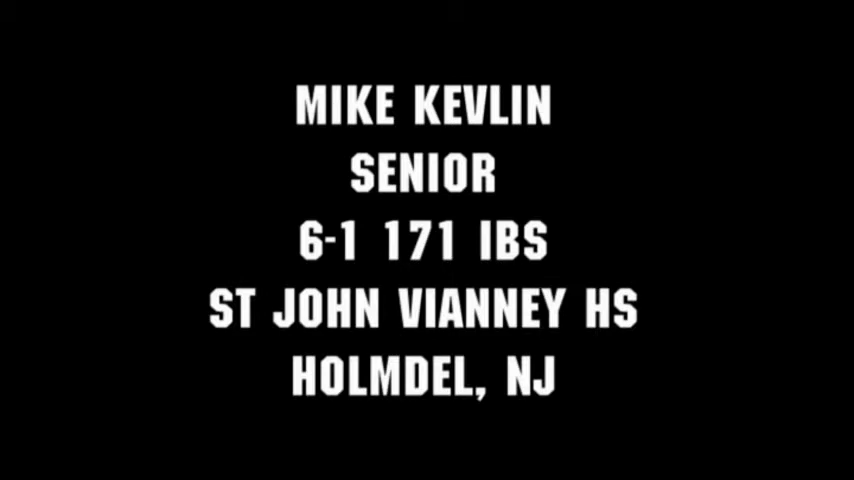 MIKE KEVLIN
SENIOR
6-1 171 IBS
ST JOHN VIANNEY HS
HOLMDEL, NJ